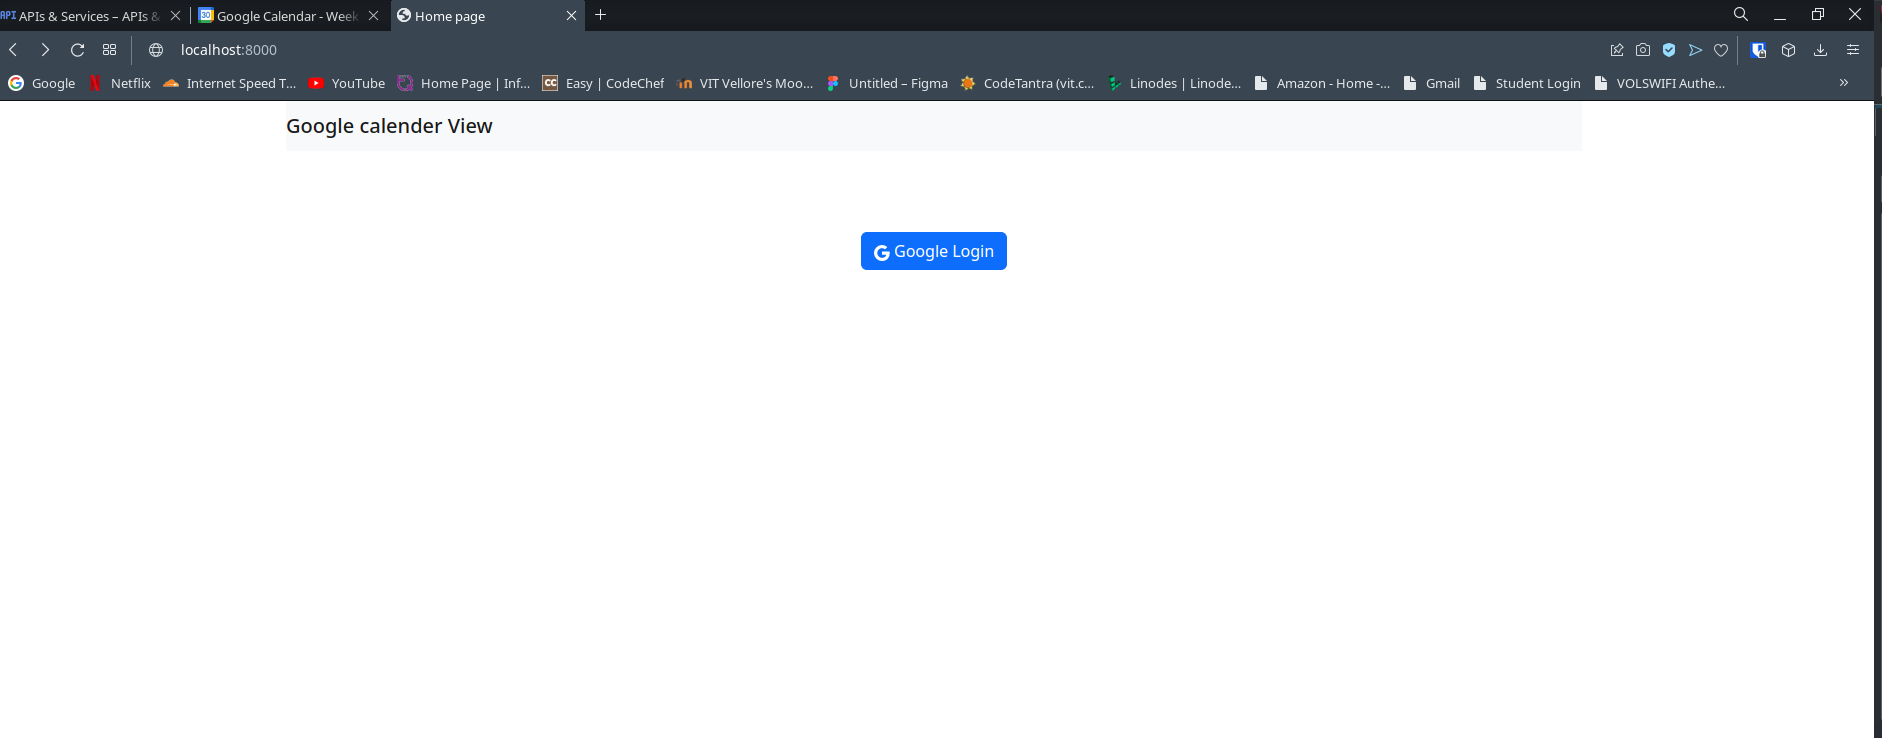 API APIs & Services – APIs & 30 Google Calendar - Week Home page
localhost:8000
Google Netflix Internet Speed T... YouTube Home Page | Inf... CC Easy | CodeChef VIT Vellore's Moo... Untitled – Figma CodeTantra (vit.c... Linodes | Linode... Amazon - Home -... Gmail Student Login VOLSWIFI Authe...
Google calender View
G Google Login